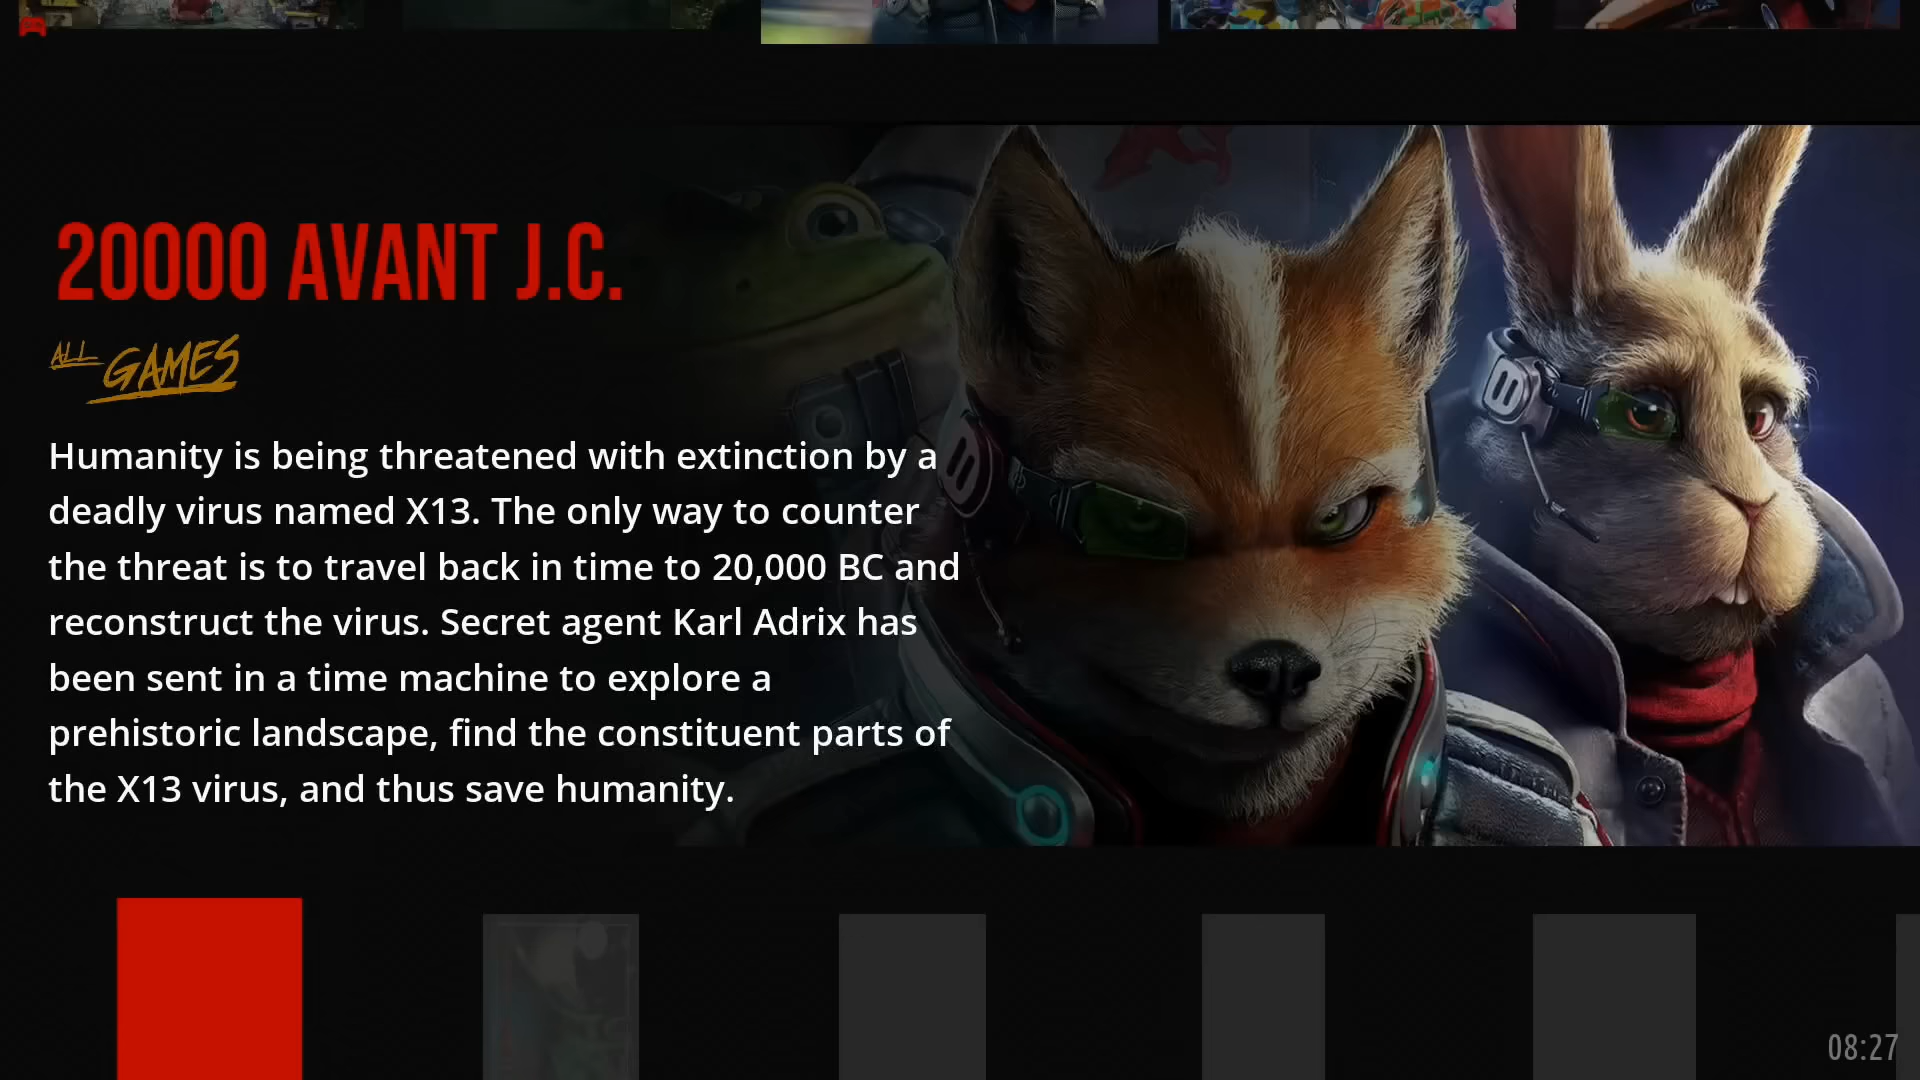 20000 AVANT J.C.
ALL GAMES
Humanity is being threatened with extinction by a
deadly virus named X13. The only way to counter
the threat is to travel back in time to 20,000 BC and
reconstruct the virus. Secret agent Karl Adrix has
been sent in a time machine to explore a
prehistoric landscape, find the constituent parts of
the X13 virus, and thus save humanity.
08:27